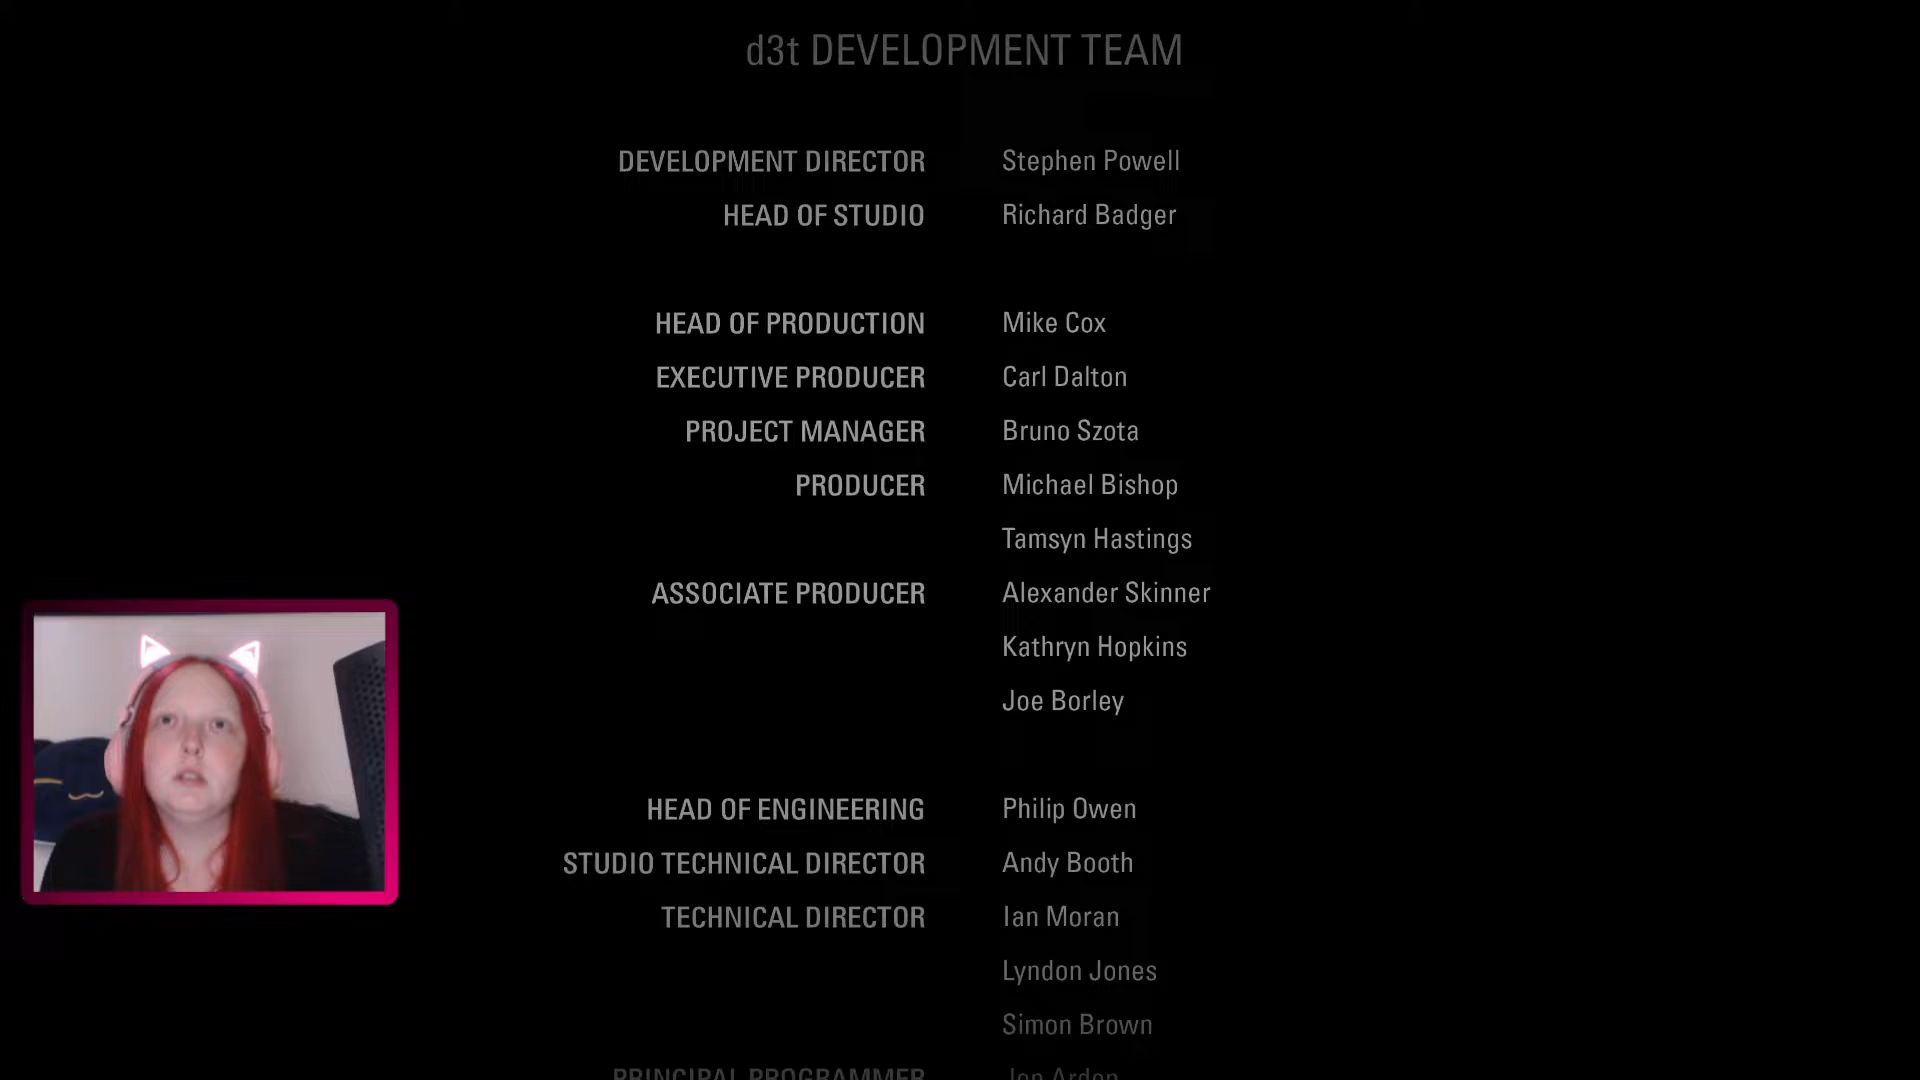 d3t DEVELOPMENT TEAM
DEVELOPMENT DIRECTOR Stephen Powell
HEAD OF STUDIO Richard Badger
HEAD OF PRODUCTION Mike Cox
EXECUTIVE PRODUCER Carl Dalton
PROJECT MANAGER Bruno Szota
PRODUCER Michael Bishop
Tamsyn Hastings
ASSOCIATE PRODUCER Alexander Skinner
Kathryn Hopkins
Joe Borley
HEAD OF ENGINEERING Philip Owen
STUDIO TECHNICAL DIRECTOR Andy Booth
TECHNICAL DIRECTOR Ian Moran
Lyndon Jones
Simon Brown
PRINCIPAL PROGRAMMER